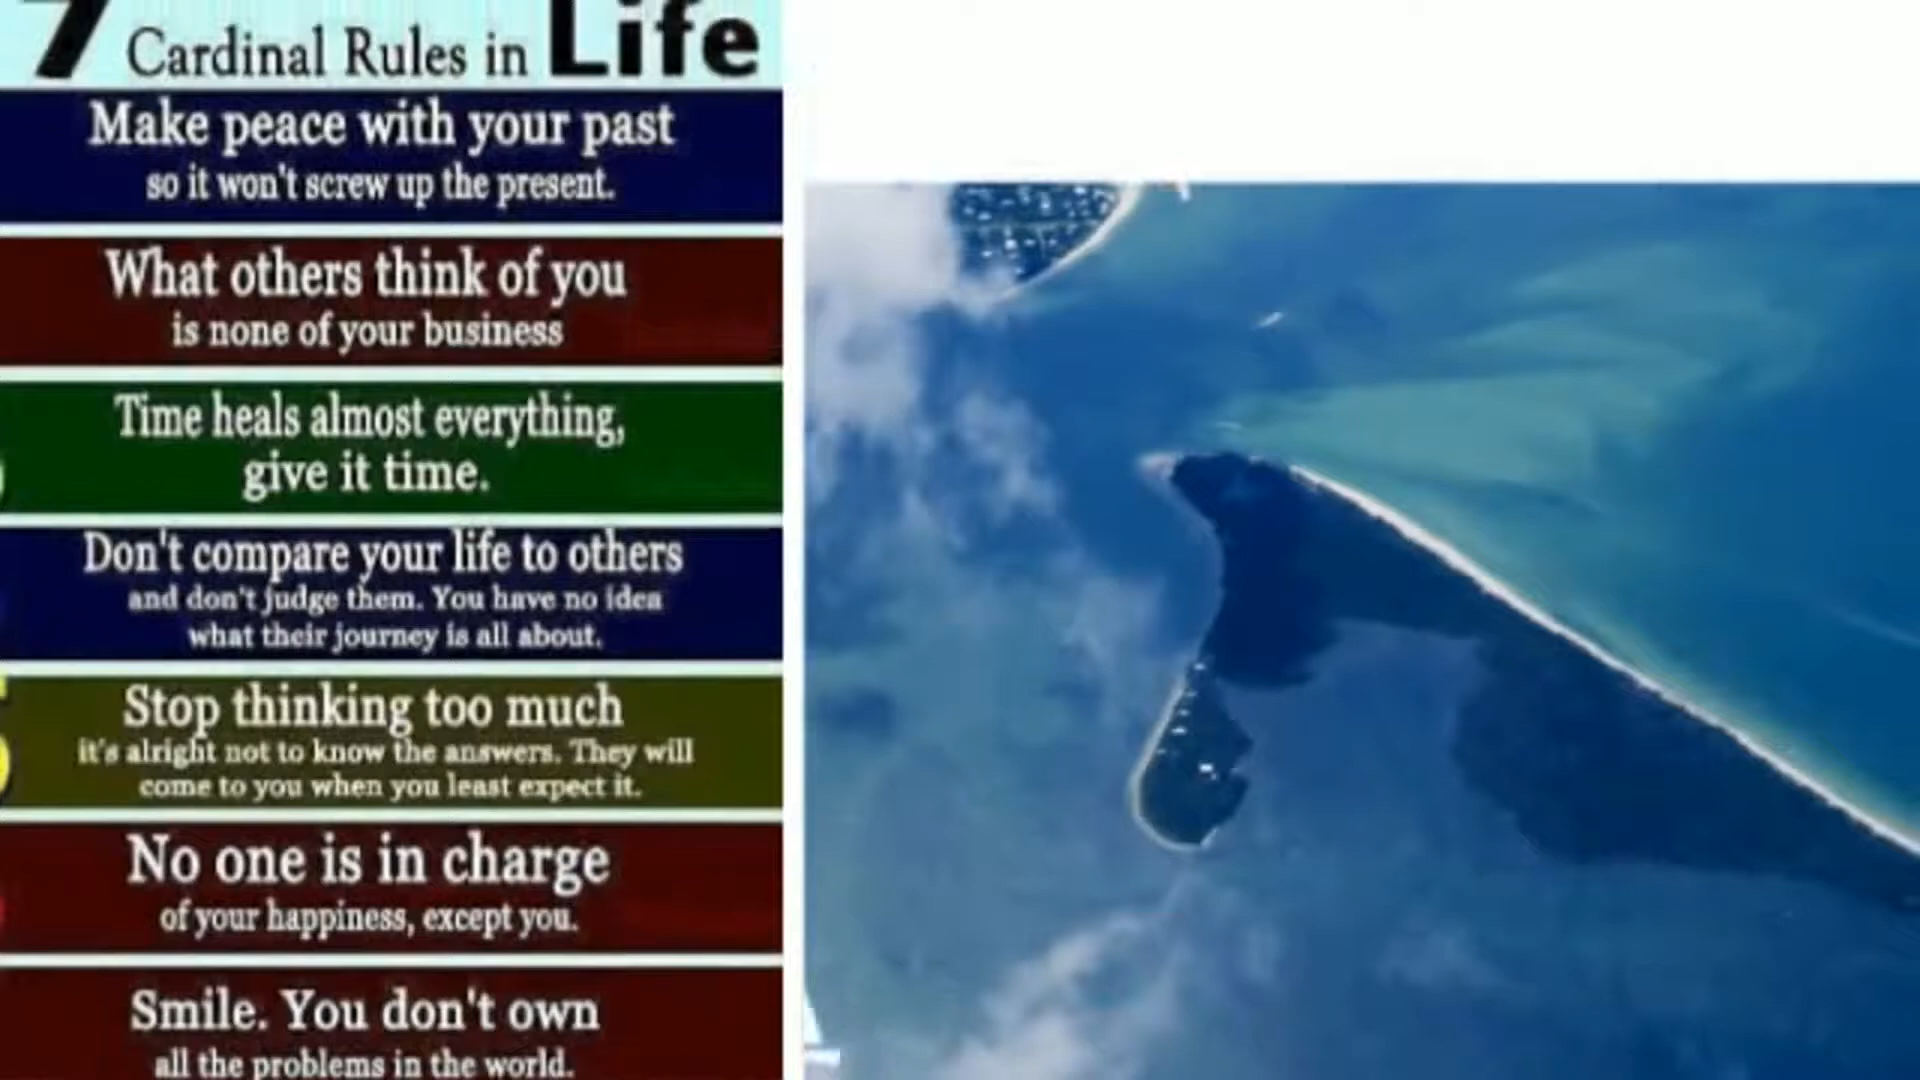 7 Cardinal Rules in Life
Make peace with your past
so it won't screw up the present.
What others think of you
is none of your business
Time heals almost everything,
give it time.
Don't compare your life to others
and don't judge them. You have no idea
what their journey is all about.
Stop thinking too much
it's alright not to know the answers. They will
come to you when you least expect it.
No one is in charge
of your happiness, except you.
Smile. You don't own
all the problems in the world.